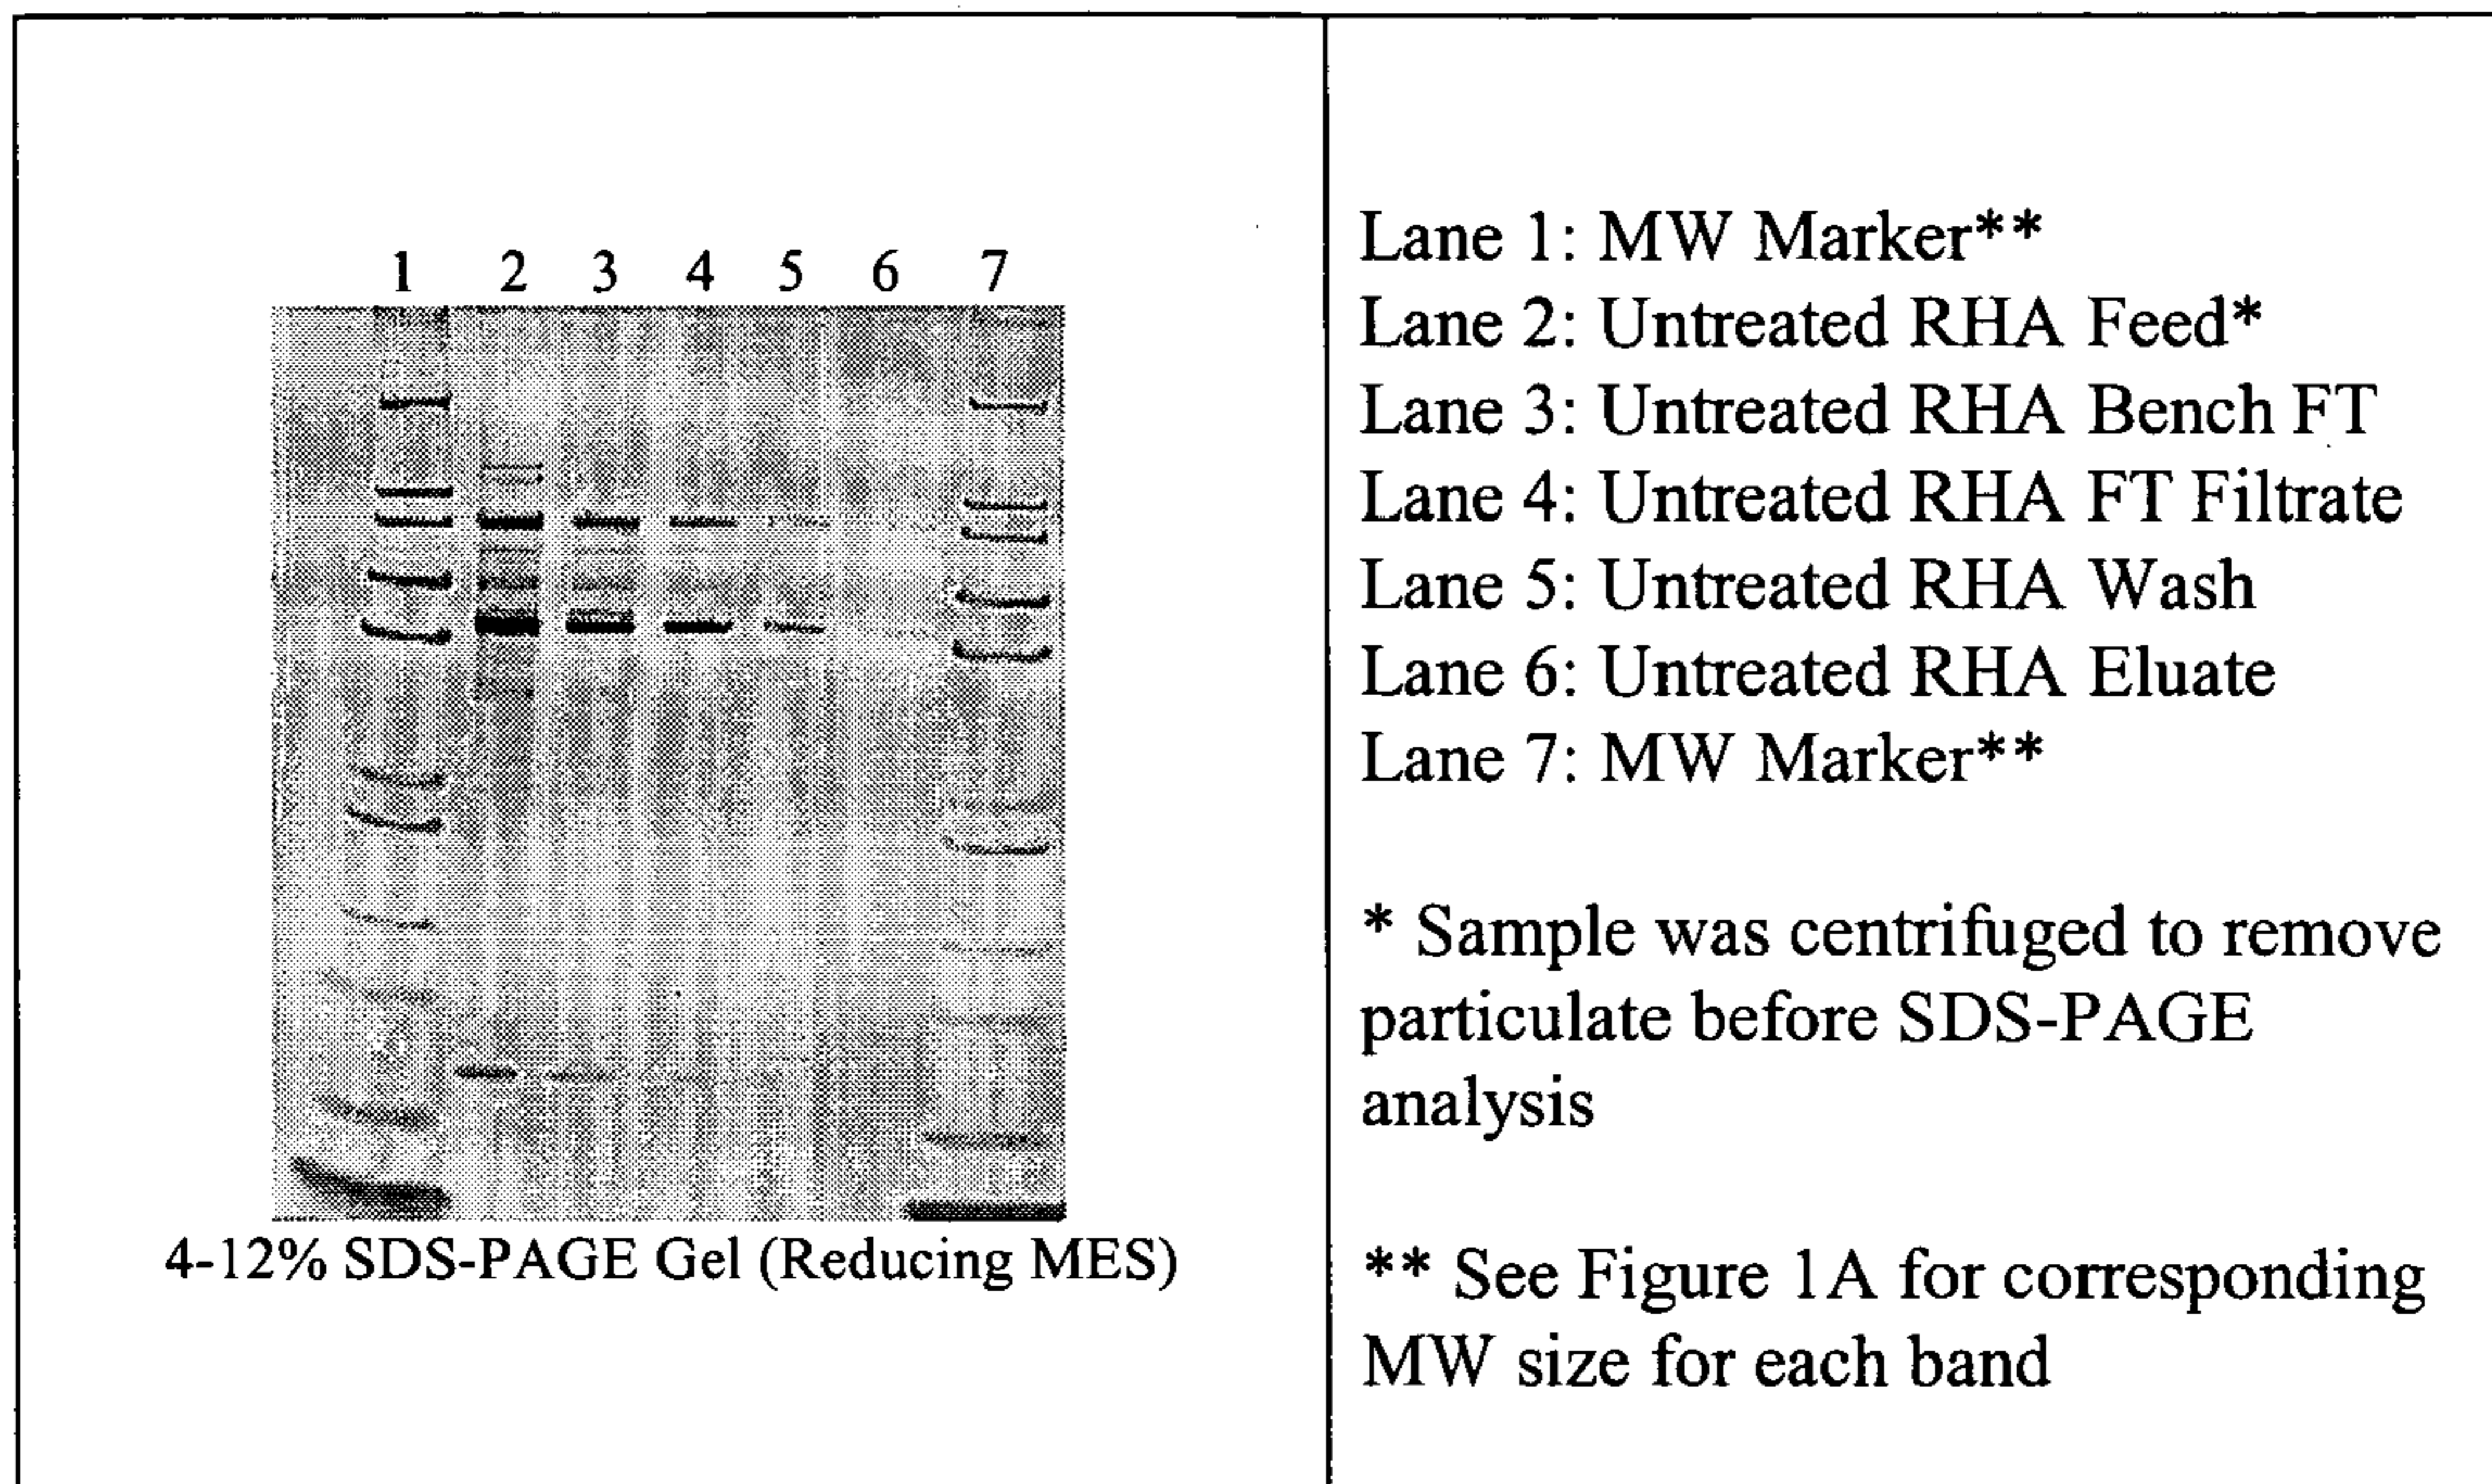 1 2 3 4 5 6 7
4-12% SDS-PAGE Gel (Reducing MES)
Lane 1: MW Marker**
Lane 2: Untreated RHA Feed*
Lane 3: Untreated RHA Bench FT
Lane 4: Untreated RHA FT Filtrate
Lane 5: Untreated RHA Wash
Lane 6: Untreated RHA Eluate
Lane 7: MW Marker**
* Sample was centrifuged to remove
particulate before SDS-PAGE
analysis
** See Figure 1A for corresponding
MW size for each band